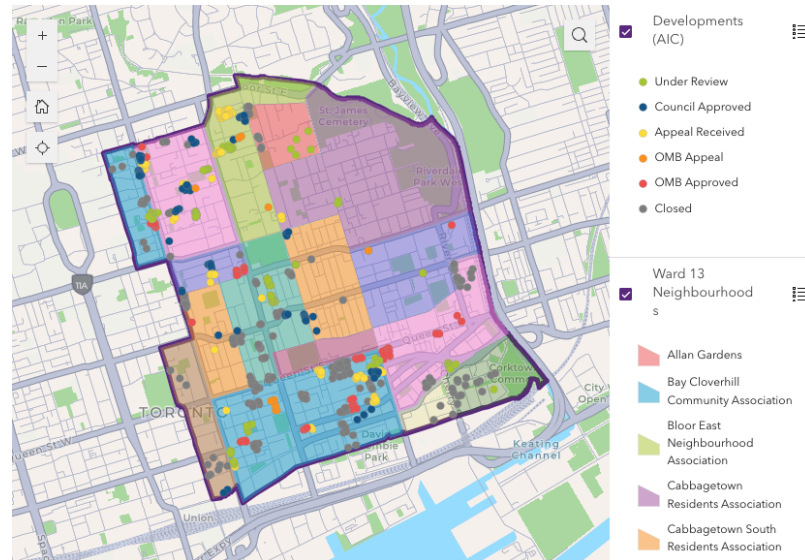 Developments
(AIC)
Under Review
Council Approved
Appeal Received
OMB Appeal
OMB Approved
Closed
Ward 13
Neighbourhood
s
Allan Gardens
Bay Cloverhill
Community Association
Bloor East
Neighbourhood
Association
Cabbagetown
Residents Association
Cabbagetown South
Residents Association
+
−
St. James
Cemetery
Riverdale
Park West
11A
TORONTO
Queen St W
David
Park
Corktown
Keating
Channel
Union